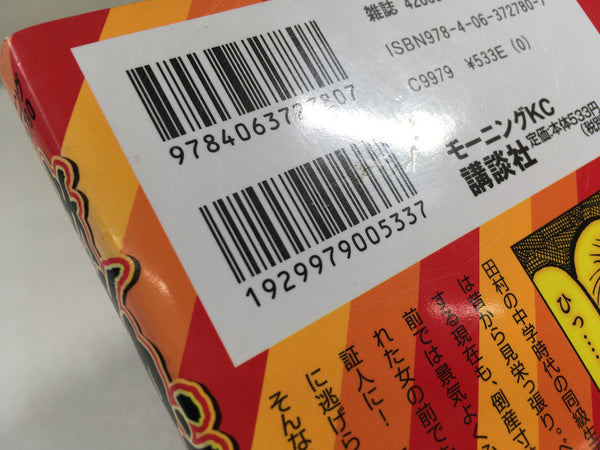 雑誌
ISBN978-4-06-372780-7
C9979 ¥533E (0)
9784063727807
モーニングKC
講談社
定価:本体533円
1929979005337
ひっ……
田村の中学時代の同級生
は昔から見栄っ張り。
する現在も、倒産寸
前では景気よく
れた女の前で
証人に!
に逃げら
そんな